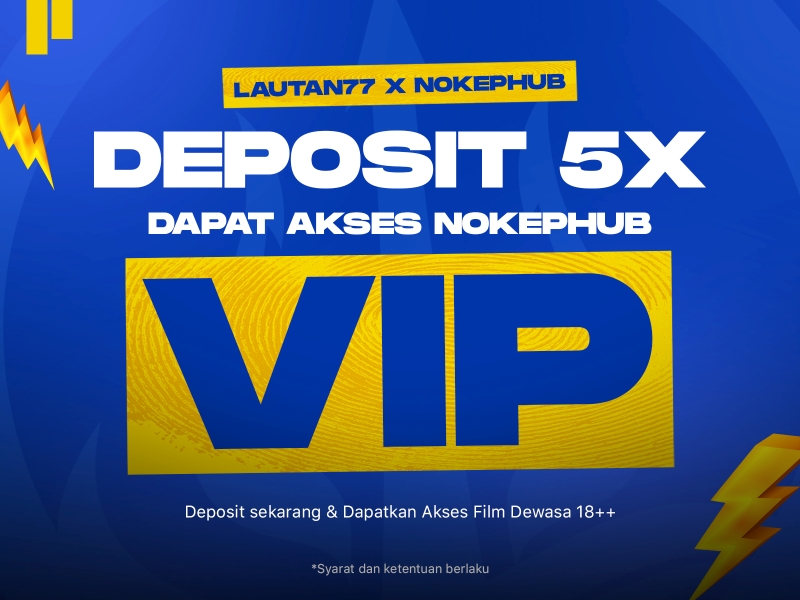 LAUTAN77 X NOKEPHUB
DEPOSIT 5X
DAPAT AKSES NOKEPHUB
VIP
Deposit sekarang & Dapatkan Akses Film Dewasa 18++
*Syarat dan ketentuan berlaku